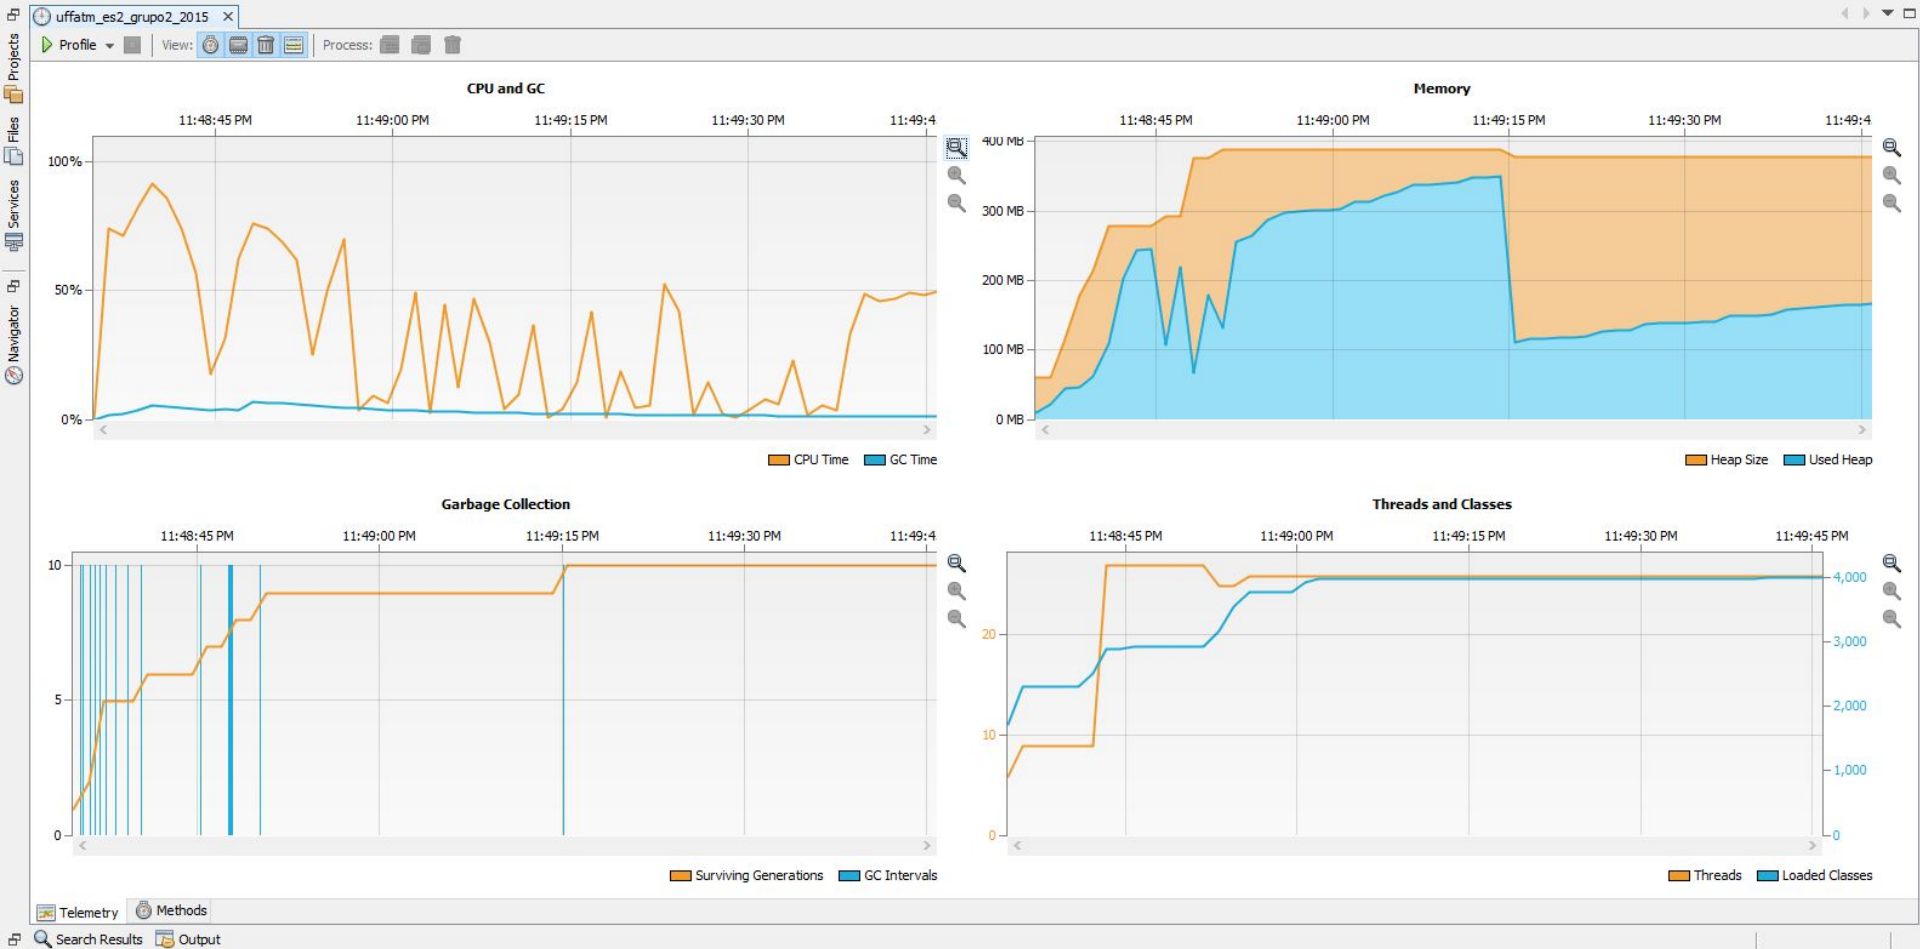 uffatm_es2_grupo2_2015
Profile View: Process:
Projects
Files
Services
Navigator
CPU and GC
11:48:45 PM 11:49:00 PM 11:49:15 PM 11:49:30 PM 11:49:4
100%
50%
0%
CPU Time GC Time
Memory
11:48:45 PM 11:49:00 PM 11:49:15 PM 11:49:30 PM 11:49:4
400 MB
300 MB
200 MB
100 MB
0 MB
Heap Size Used Heap
Garbage Collection
11:48:45 PM 11:49:00 PM 11:49:15 PM 11:49:30 PM 11:49:4
10
5
0
Surviving Generations GC Intervals
Threads and Classes
11:48:45 PM 11:49:00 PM 11:49:15 PM 11:49:30 PM 11:49:45 PM
4,000
20 3,000
2,000
10
1,000
0 0
Threads Loaded Classes
Telemetry Methods
Search Results Output